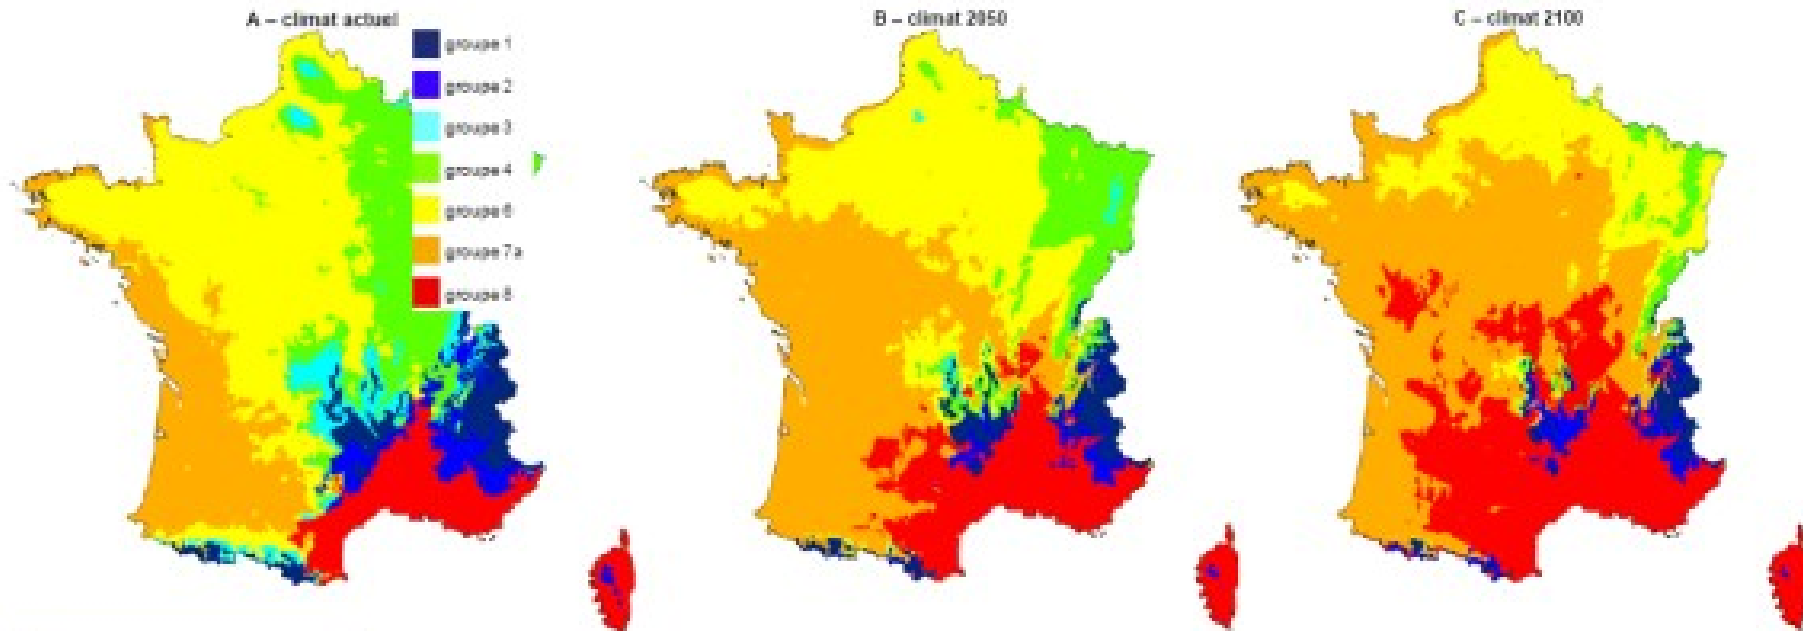 A – climat actuel
B – climat 2050
C – climat 2100
groupe 1
groupe 2
groupe 3
groupe 4
groupe 6
groupe 7a
groupe 8